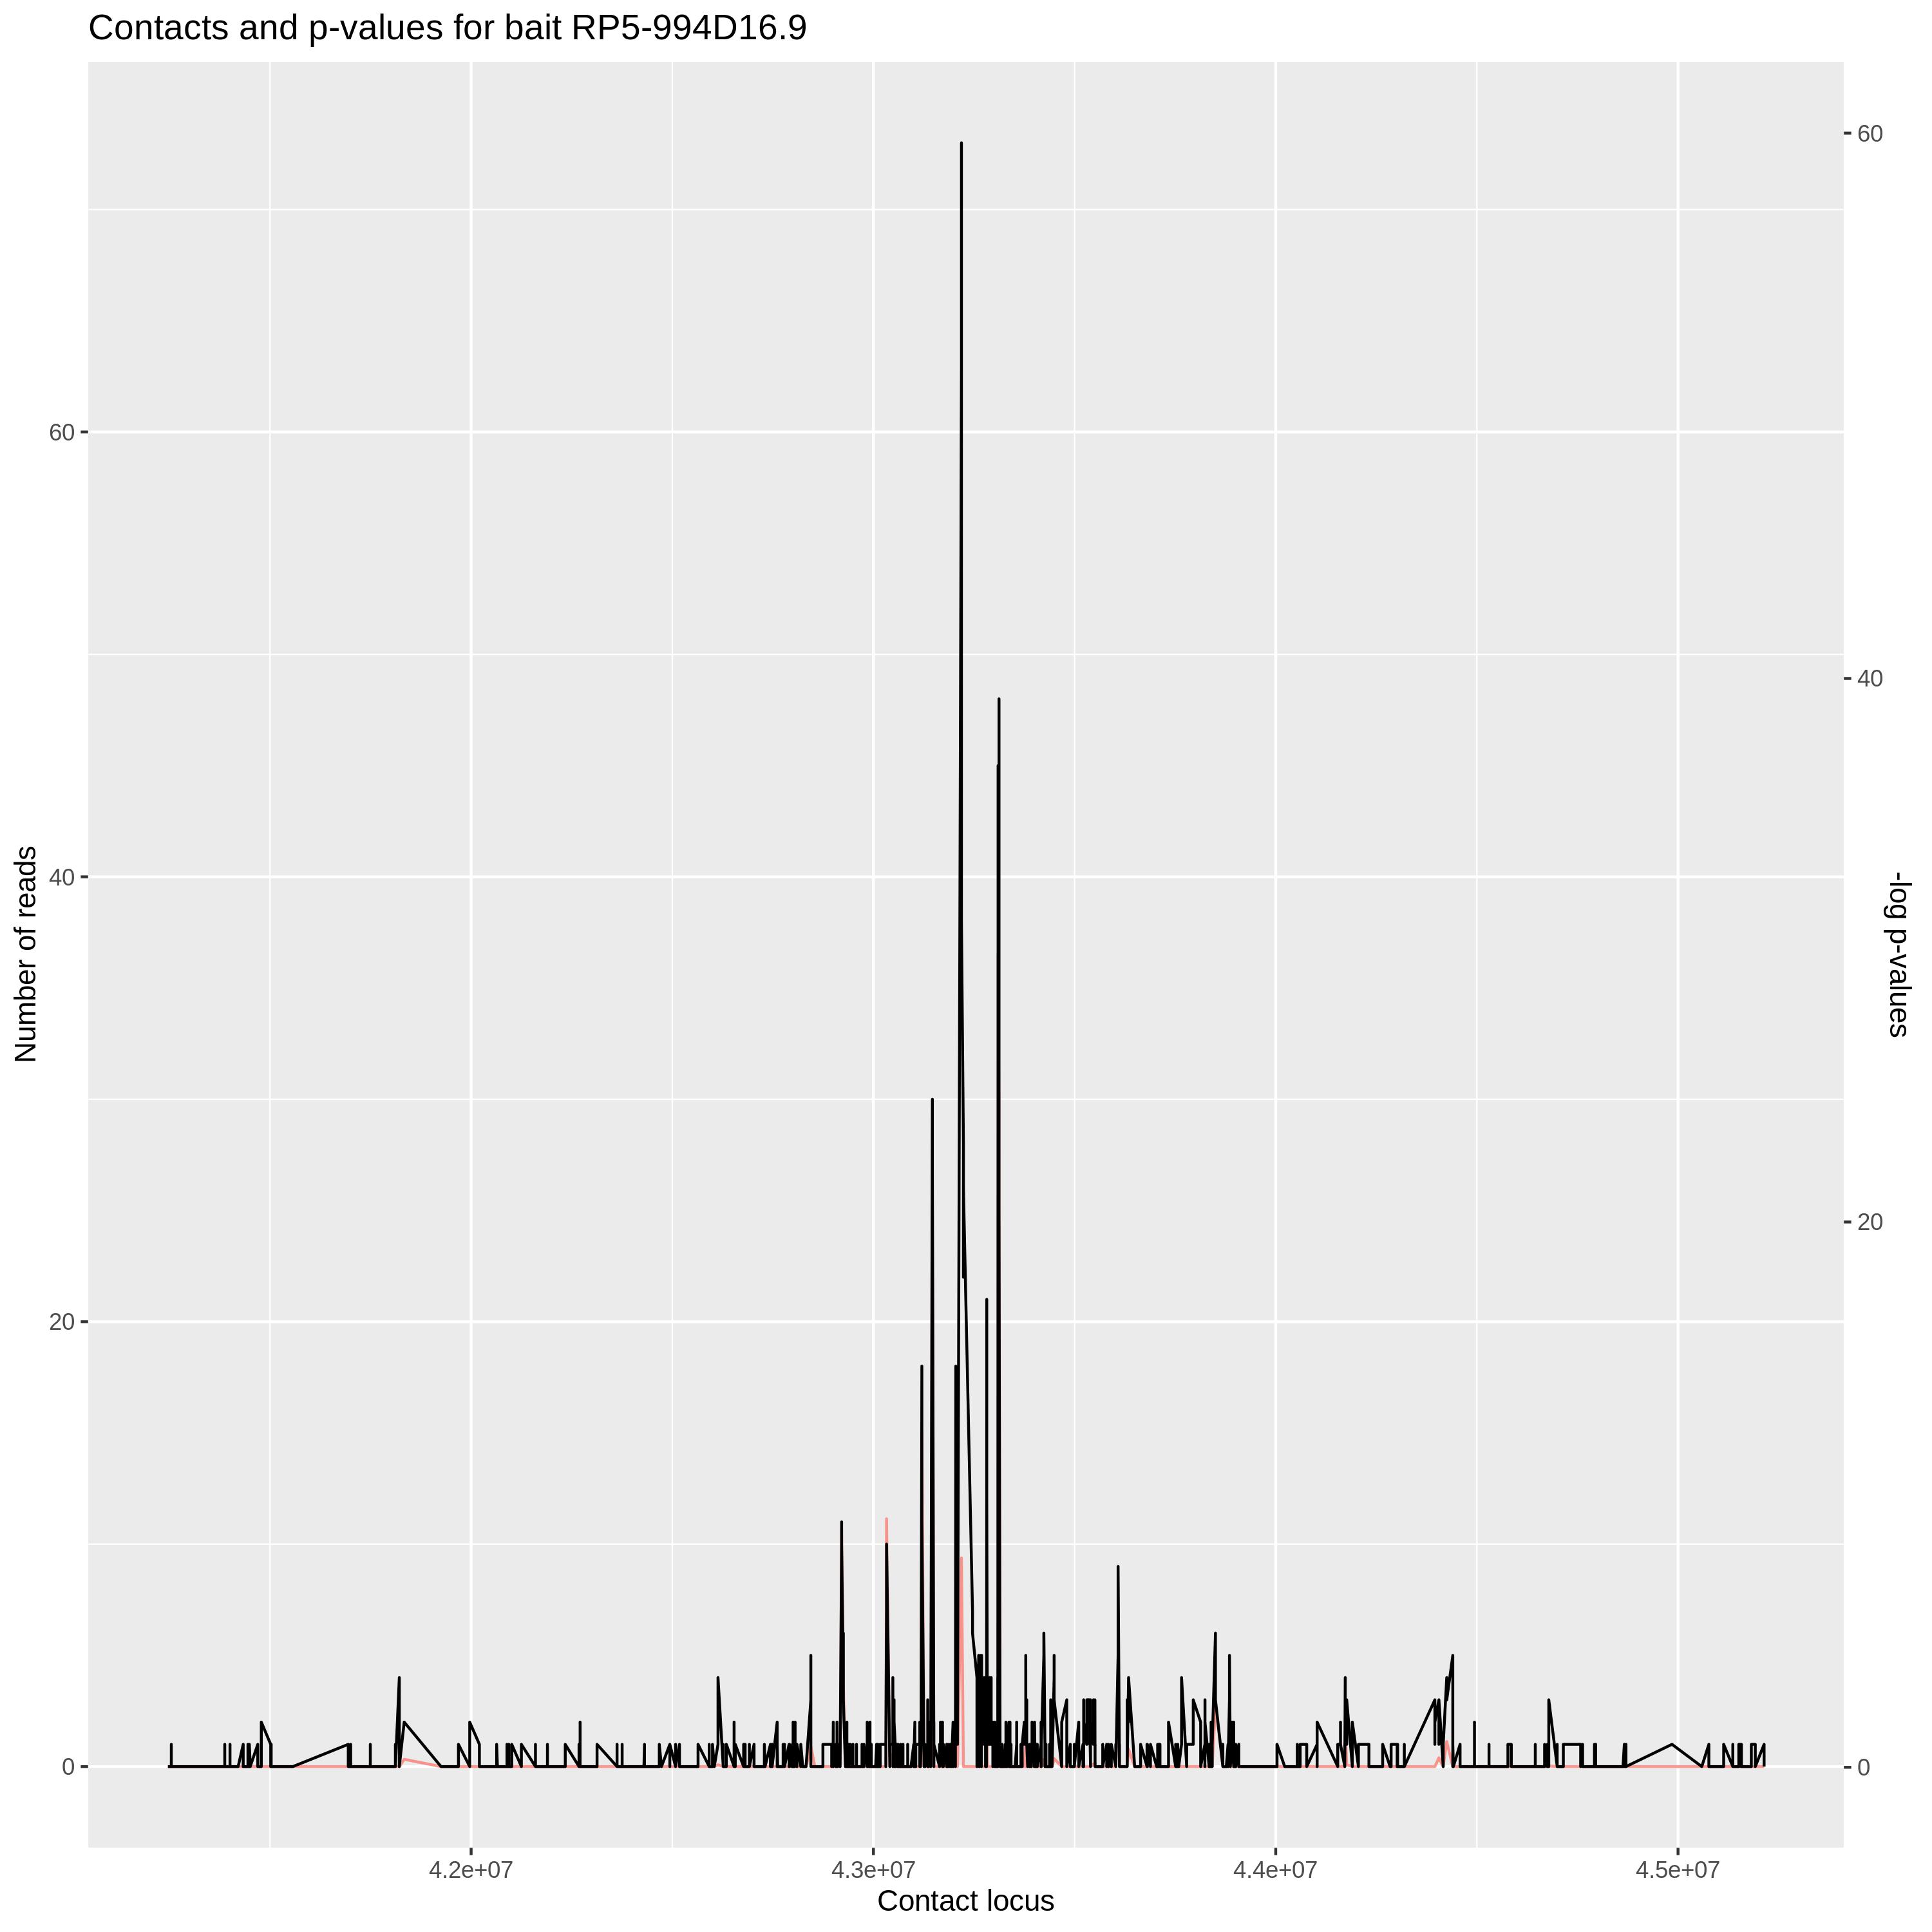 Contacts and p-values for bait RP5-994D16.9
60
40
20
0
Number of reads
60
40
20
0
-log p-values
4.2e+07
4.3e+07
4.4e+07
4.5e+07
Contact locus